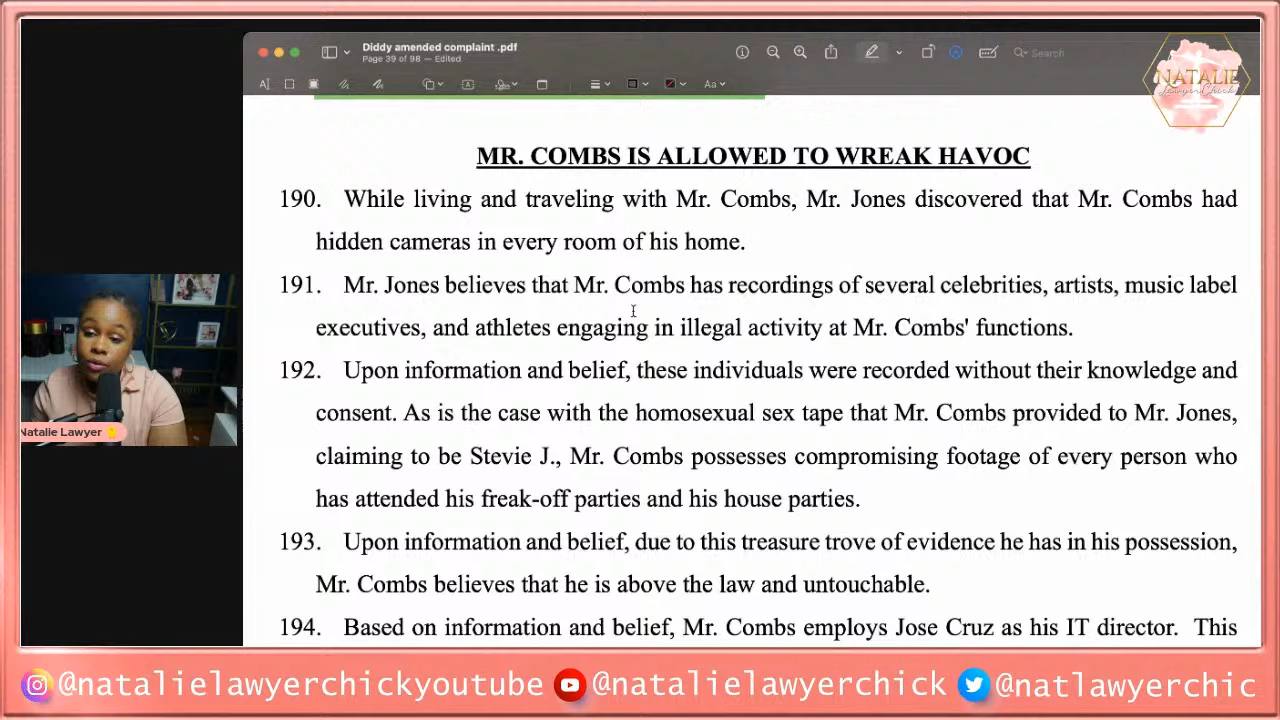 Diddy amended complaint .pdf
Page 39 of 98 — Edited
Search
NATALIE
LawyerChick
MR. COMBS IS ALLOWED TO WREAK HAVOC
190. While living and traveling with Mr. Combs, Mr. Jones discovered that Mr. Combs had
hidden cameras in every room of his home.
191. Mr. Jones believes that Mr. Combs has recordings of several celebrities, artists, music label
executives, and athletes engaging in illegal activity at Mr. Combs' functions.
192. Upon information and belief, these individuals were recorded without their knowledge and
consent. As is the case with the homosexual sex tape that Mr. Combs provided to Mr. Jones,
claiming to be Stevie J., Mr. Combs possesses compromising footage of every person who
has attended his freak-off parties and his house parties.
193. Upon information and belief, due to this treasure trove of evidence he has in his possession,
Mr. Combs believes that he is above the law and untouchable.
194. Based on information and belief, Mr. Combs employs Jose Cruz as his IT director. This
Natalie Lawyer
@natalielawyerchickyoutube @natalielawyerchick @natlawyerchic